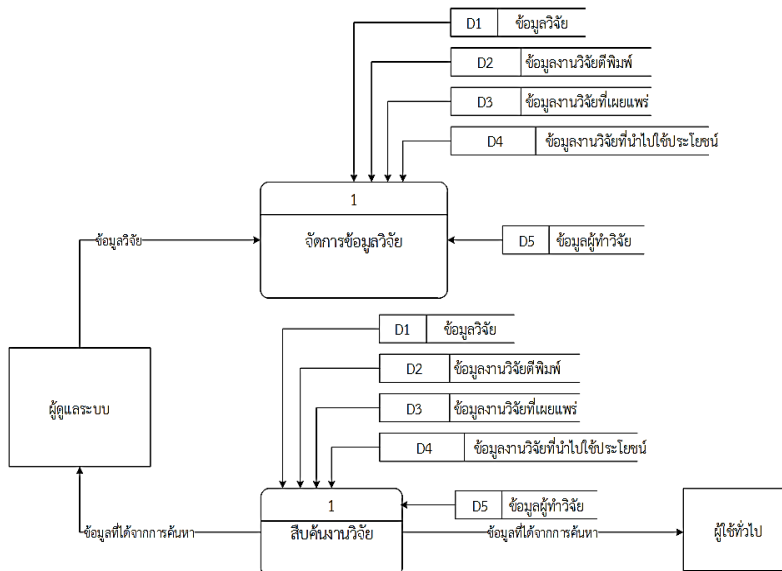 D1 ข้อมูลวิจัย
D2 ข้อมูลงานวิจัยตีพิมพ์
D3 ข้อมูลงานวิจัยที่เผยแพร่
D4 ข้อมูลงานวิจัยที่นำไปใช้ประโยชน์
1
จัดการข้อมูลวิจัย
ข้อมูลวิจัย
D5 ข้อมูลผู้ทำวิจัย
D1 ข้อมูลวิจัย
D2 ข้อมูลงานวิจัยตีพิมพ์
ผู้ดูแลระบบ
D3 ข้อมูลงานวิจัยที่เผยแพร่
D4 ข้อมูลงานวิจัยที่นำไปใช้ประโยชน์
1
สืบค้นงานวิจัย
D5 ข้อมูลผู้ทำวิจัย
ข้อมูลที่ได้จากการค้นหา
ข้อมูลที่ได้จากการค้นหา
ผู้ใช้ทั่วไป